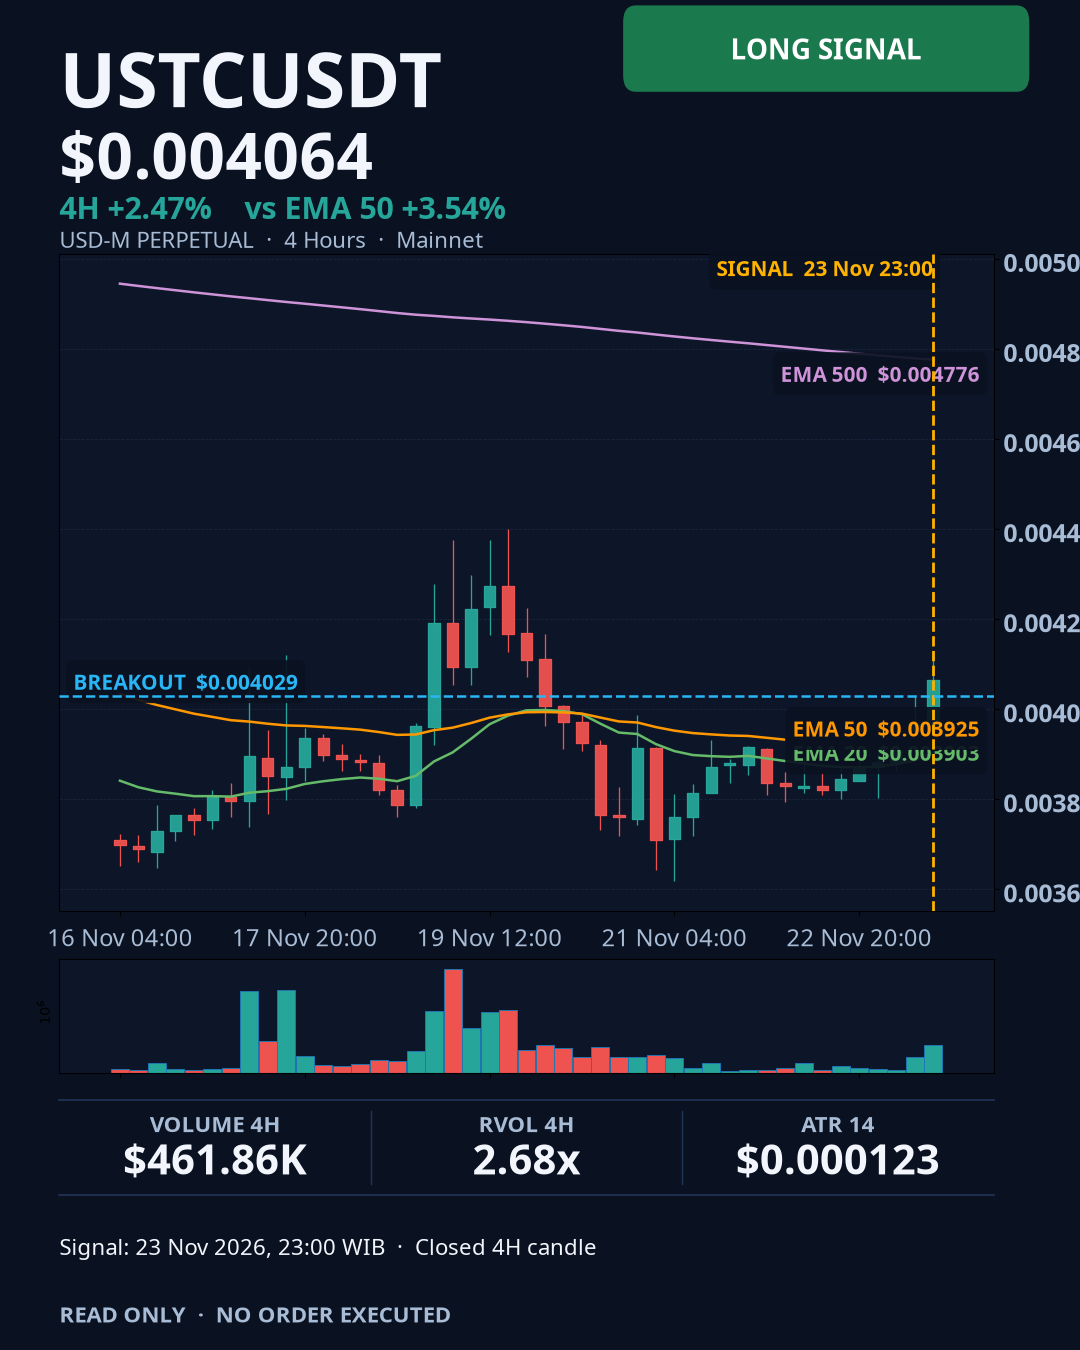 LONG SIGNAL
USTCUSDT
$0.004064
4H +2.47% vs EMA 50 +3.54%
USD-M PERPETUAL · 4 Hours · Mainnet
SIGNAL 23 Nov 23:00
0.0050
0.0048
EMA 500 $0.004776
0.0046
0.0044
0.0042
BREAKOUT $0.004029
0.0040
EMA 50 $0.003925
EMA 20 $0.003903
0.0038
0.0036
16 Nov 04:00 17 Nov 20:00 19 Nov 12:00 21 Nov 04:00 22 Nov 20:00
10⁶
VOLUME 4H RVOL 4H ATR 14
$461.86K 2.68x $0.000123
Signal: 23 Nov 2026, 23:00 WIB · Closed 4H candle
READ ONLY · NO ORDER EXECUTED